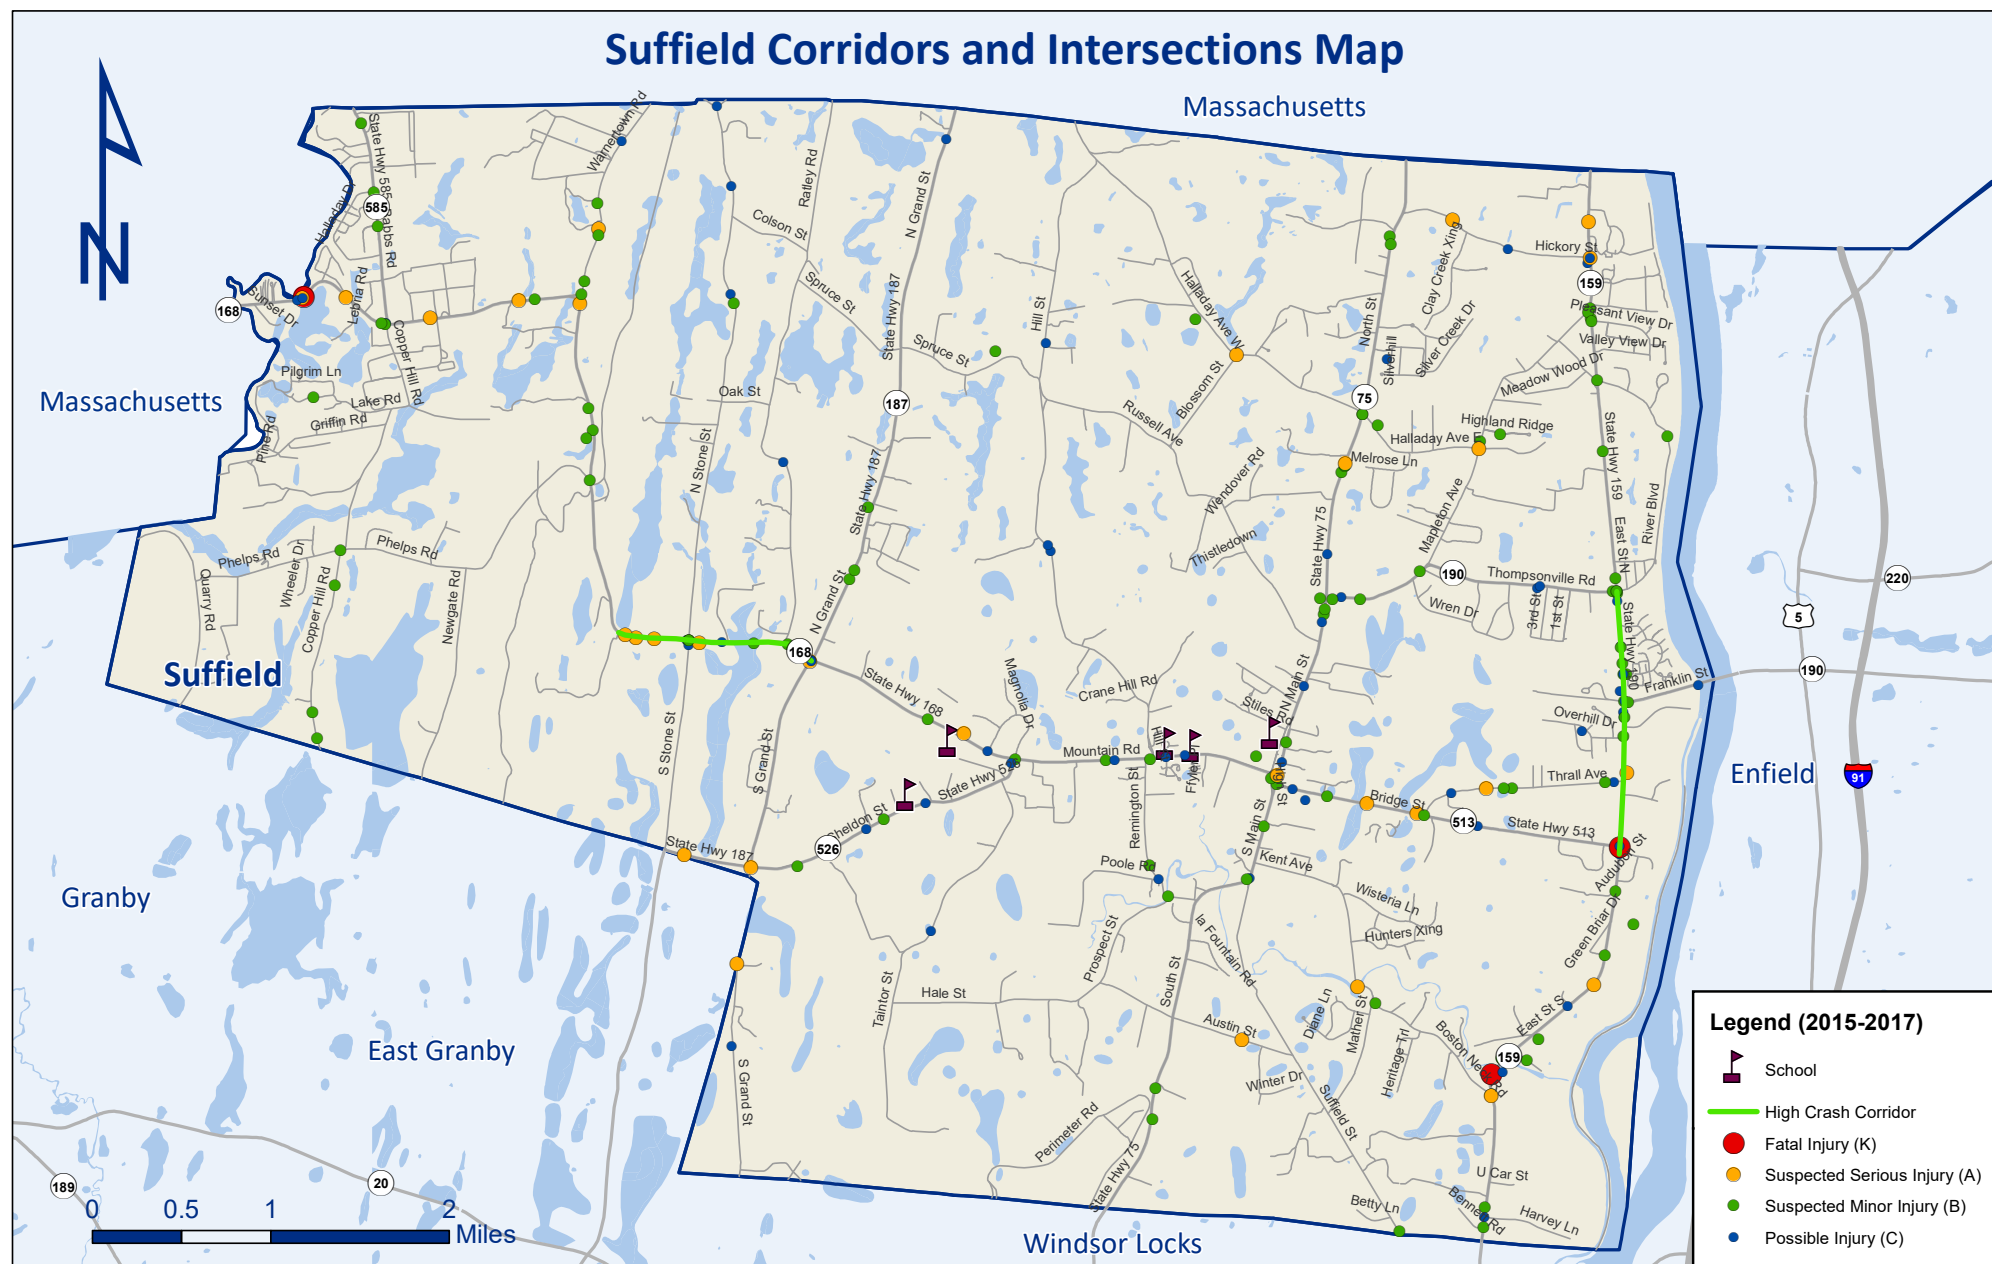 Suffield Corridors and Intersections Map
Massachusetts
N
Massachusetts
Suffield
Granby
East Granby
Windsor Locks
Enfield
State Hwy 585
585
Babbs Rd
Halladay Dr
Lebria Rd
Sunset Dr
168
Copper Hill Rd
Pilgrim Ln
Lake Rd
Griffin Rd
Pine Rd
Warnertown Rd
Ratley Rd
Colson St
Spruce St
N Grand St
State Hwy 187
Spruce St
187
Oak St
N Stone St
State Hwy 187
Hill St
Halladay Ave W
Blossom St
Russell Ave
Wendover Rd
Thistledown
North St
75
Silverhill
Clay Creek Xing
Silver Creek Dr
Hickory St
159
Pleasant View Dr
Valley View Dr
Meadow Wood Dr
Highland Ridge
Halladay Ave E
Melrose Ln
State Hwy 159
Mapleton Ave
State Hwy 75
East St N
River Blvd
190
Thompsonville Rd
Wren Dr
3rd St
1st St
State Hwy 190
Franklin St
Overhill Dr
Thrall Ave
Phelps Rd
Phelps Rd
Wheeler Dr
Quarry Rd
Copper Hill Rd
Newgate Rd
N Grand St
168
State Hwy 168
Magnolia Dr
Crane Hill Rd
Stiles Rd
N Main St
Mountain Rd
High St
Ffyler Pl
Remington St
S Stone St
S Grand St
State Hwy 187
Sheldon St
526
Bridge St
513
State Hwy 513
Audubon St
S Main St
Kent Ave
Poole Rd
Wisteria Ln
Hunters Xing
Prospect St
la Fountain Rd
South St
Green Briar Dr
Taintor St
Hale St
Austin St
Diane Ln
Mather St
Heritage Trl
East St S
159
Winter Dr
Suffield St
S Grand St
Perimeter Rd
State Hwy 75
U Car St
Betty Ln
Harvey Ln
5
220
190
91
189
20
0 0.5 1 2
Miles
Legend (2015-2017)
School
High Crash Corridor
Fatal Injury (K)
Suspected Serious Injury (A)
Suspected Minor Injury (B)
Possible Injury (C)